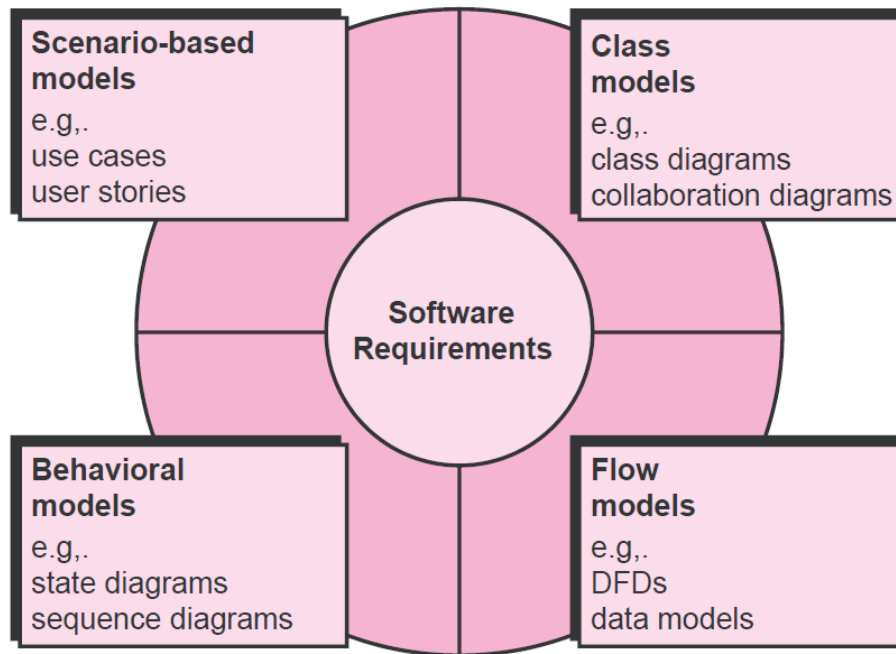 Scenario-based
models
e.g,.
use cases
user stories
Class
models
e.g,.
class diagrams
collaboration diagrams
Software
Requirements
Behavioral
models
e.g,.
state diagrams
sequence diagrams
Flow
models
e.g,.
DFDs
data models